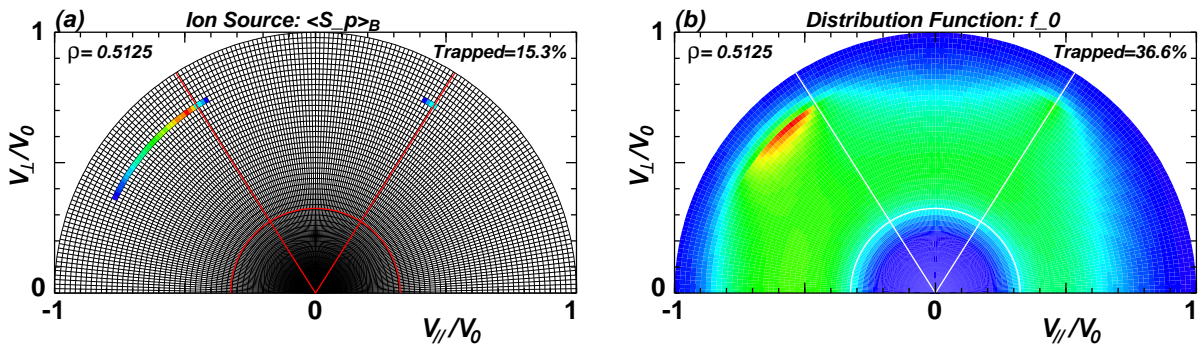 (a) Ion Source: <S_p>_B
1
ρ= 0.5125
Trapped=15.3%
V⊥/V0
0
-1
0
1
V///V0
(b) Distribution Function: f_0
1
ρ= 0.5125
Trapped=36.6%
V⊥/V0
0
-1
0
1
V///V0